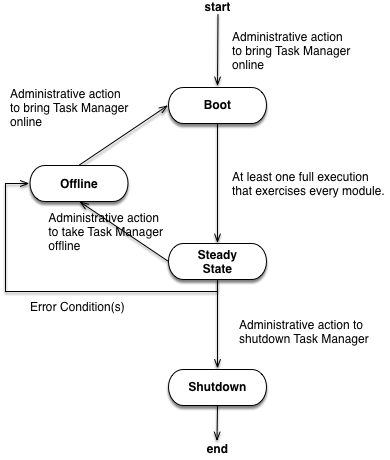 start
Administrative action
to bring Task Manager
online
Administrative action
to bring Task Manager
online
Boot
At least one full execution
that exercises every module.
Offline
Administrative action
to take Task Manager
offline
Steady
State
Error Condition(s)
Administrative action to
shutdown Task Manager
Shutdown
end